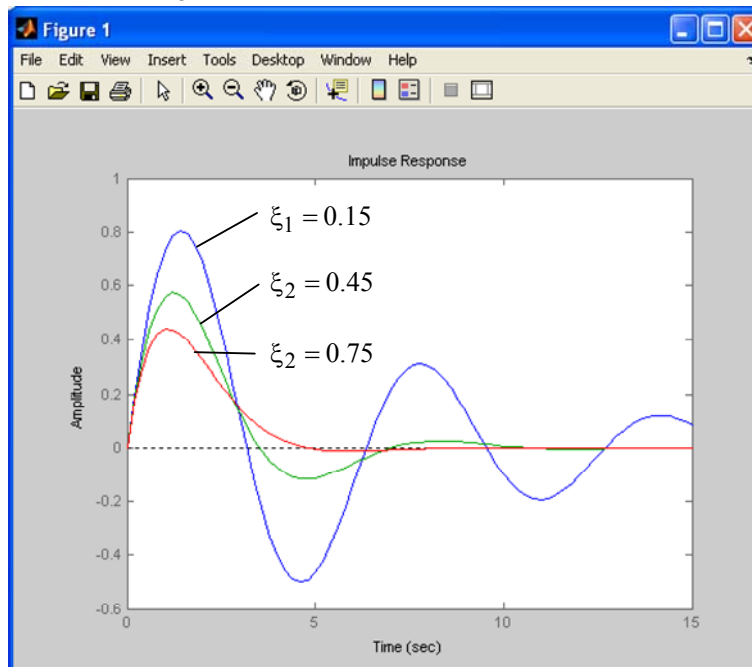 Figure 1
File Edit View Insert Tools Desktop Window Help
Impulse Response
1
0.8
0.6
0.4
0.2
0
-0.2
-0.4
-0.6
Amplitude
ξ₁ = 0.15
ξ₂ = 0.45
ξ₂ = 0.75
0 5 10 15
Time (sec)